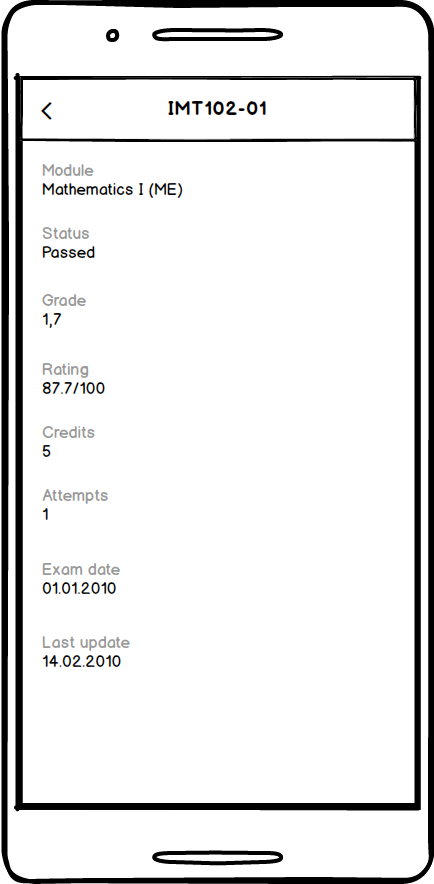 IMT102-01
Module
Mathematics I (ME)
Status
Passed
Grade
1,7
Rating
87.7/100
Credits
5
Attempts
1
Exam date
01.01.2010
Last update
14.02.2010